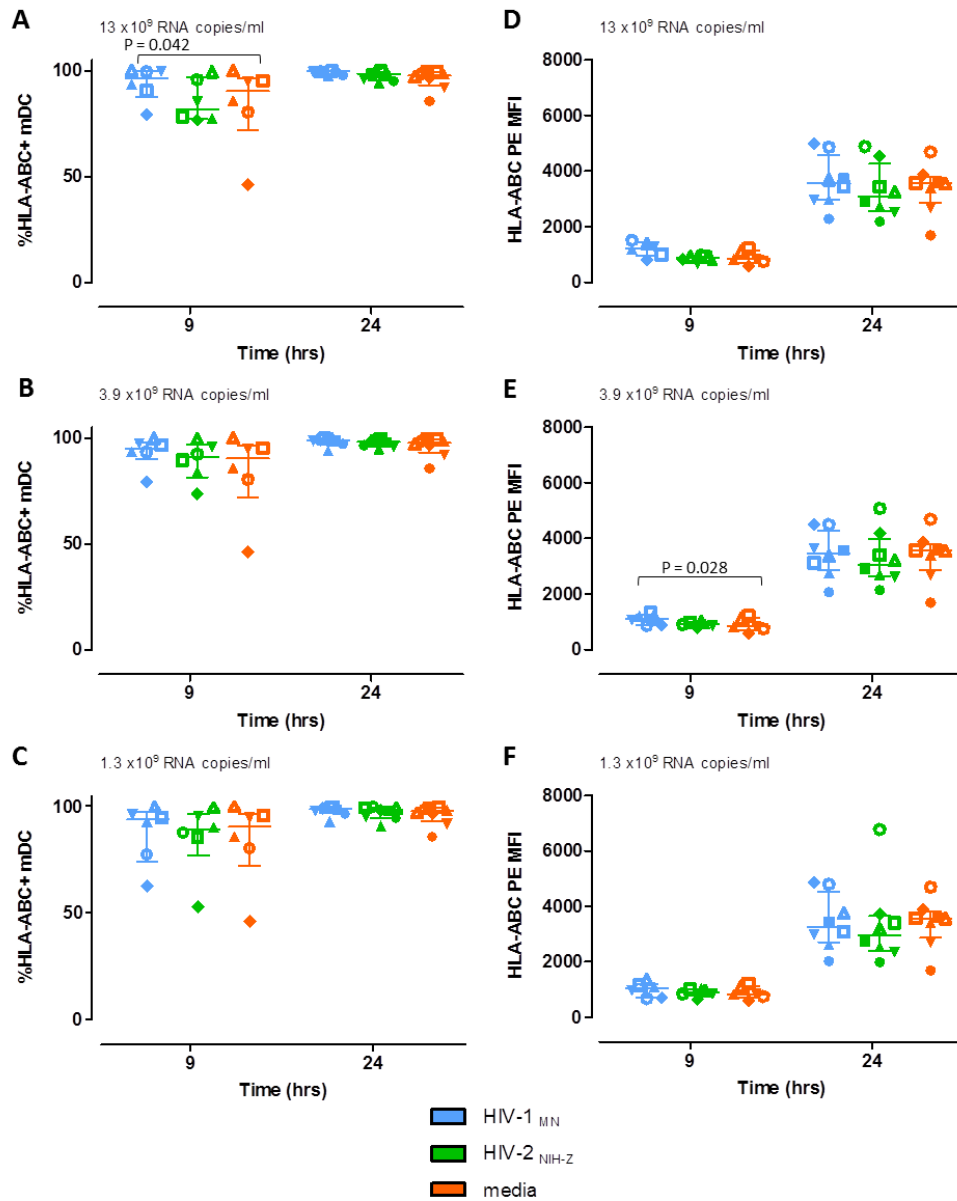 A
13 x10⁹ RNA copies/ml
P = 0.042
100
50
0
%HLA-ABC+ mDC
9
24
Time (hrs)
D
13 x10⁹ RNA copies/ml
8000
6000
4000
2000
0
HLA-ABC PE MFI
9
24
Time (hrs)
B
3.9 x10⁹ RNA copies/ml
100
50
0
%HLA-ABC+ mDC
9
24
Time (hrs)
E
3.9 x10⁹ RNA copies/ml
8000
6000
4000
2000
0
P = 0.028
HLA-ABC PE MFI
9
24
Time (hrs)
C
1.3 x10⁹ RNA copies/ml
100
50
0
%HLA-ABC+ mDC
9
24
Time (hrs)
F
1.3 x10⁹ RNA copies/ml
8000
6000
4000
2000
0
HLA-ABC PE MFI
9
24
Time (hrs)
HIV-1 MN
HIV-2 NIH-Z
media